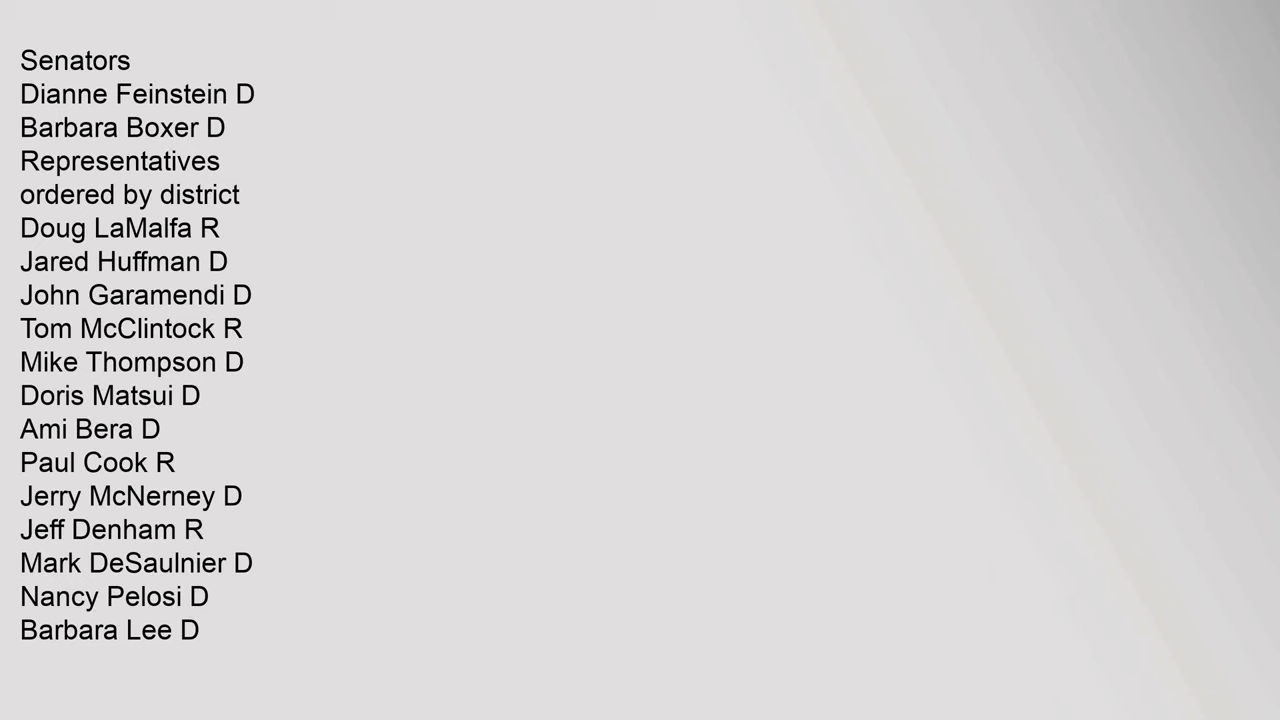 Senators
Dianne Feinstein D
Barbara Boxer D
Representatives
ordered by district
Doug LaMalfa R
Jared Huffman D
John Garamendi D
Tom McClintock R
Mike Thompson D
Doris Matsui D
Ami Bera D
Paul Cook R
Jerry McNerney D
Jeff Denham R
Mark DeSaulnier D
Nancy Pelosi D
Barbara Lee D